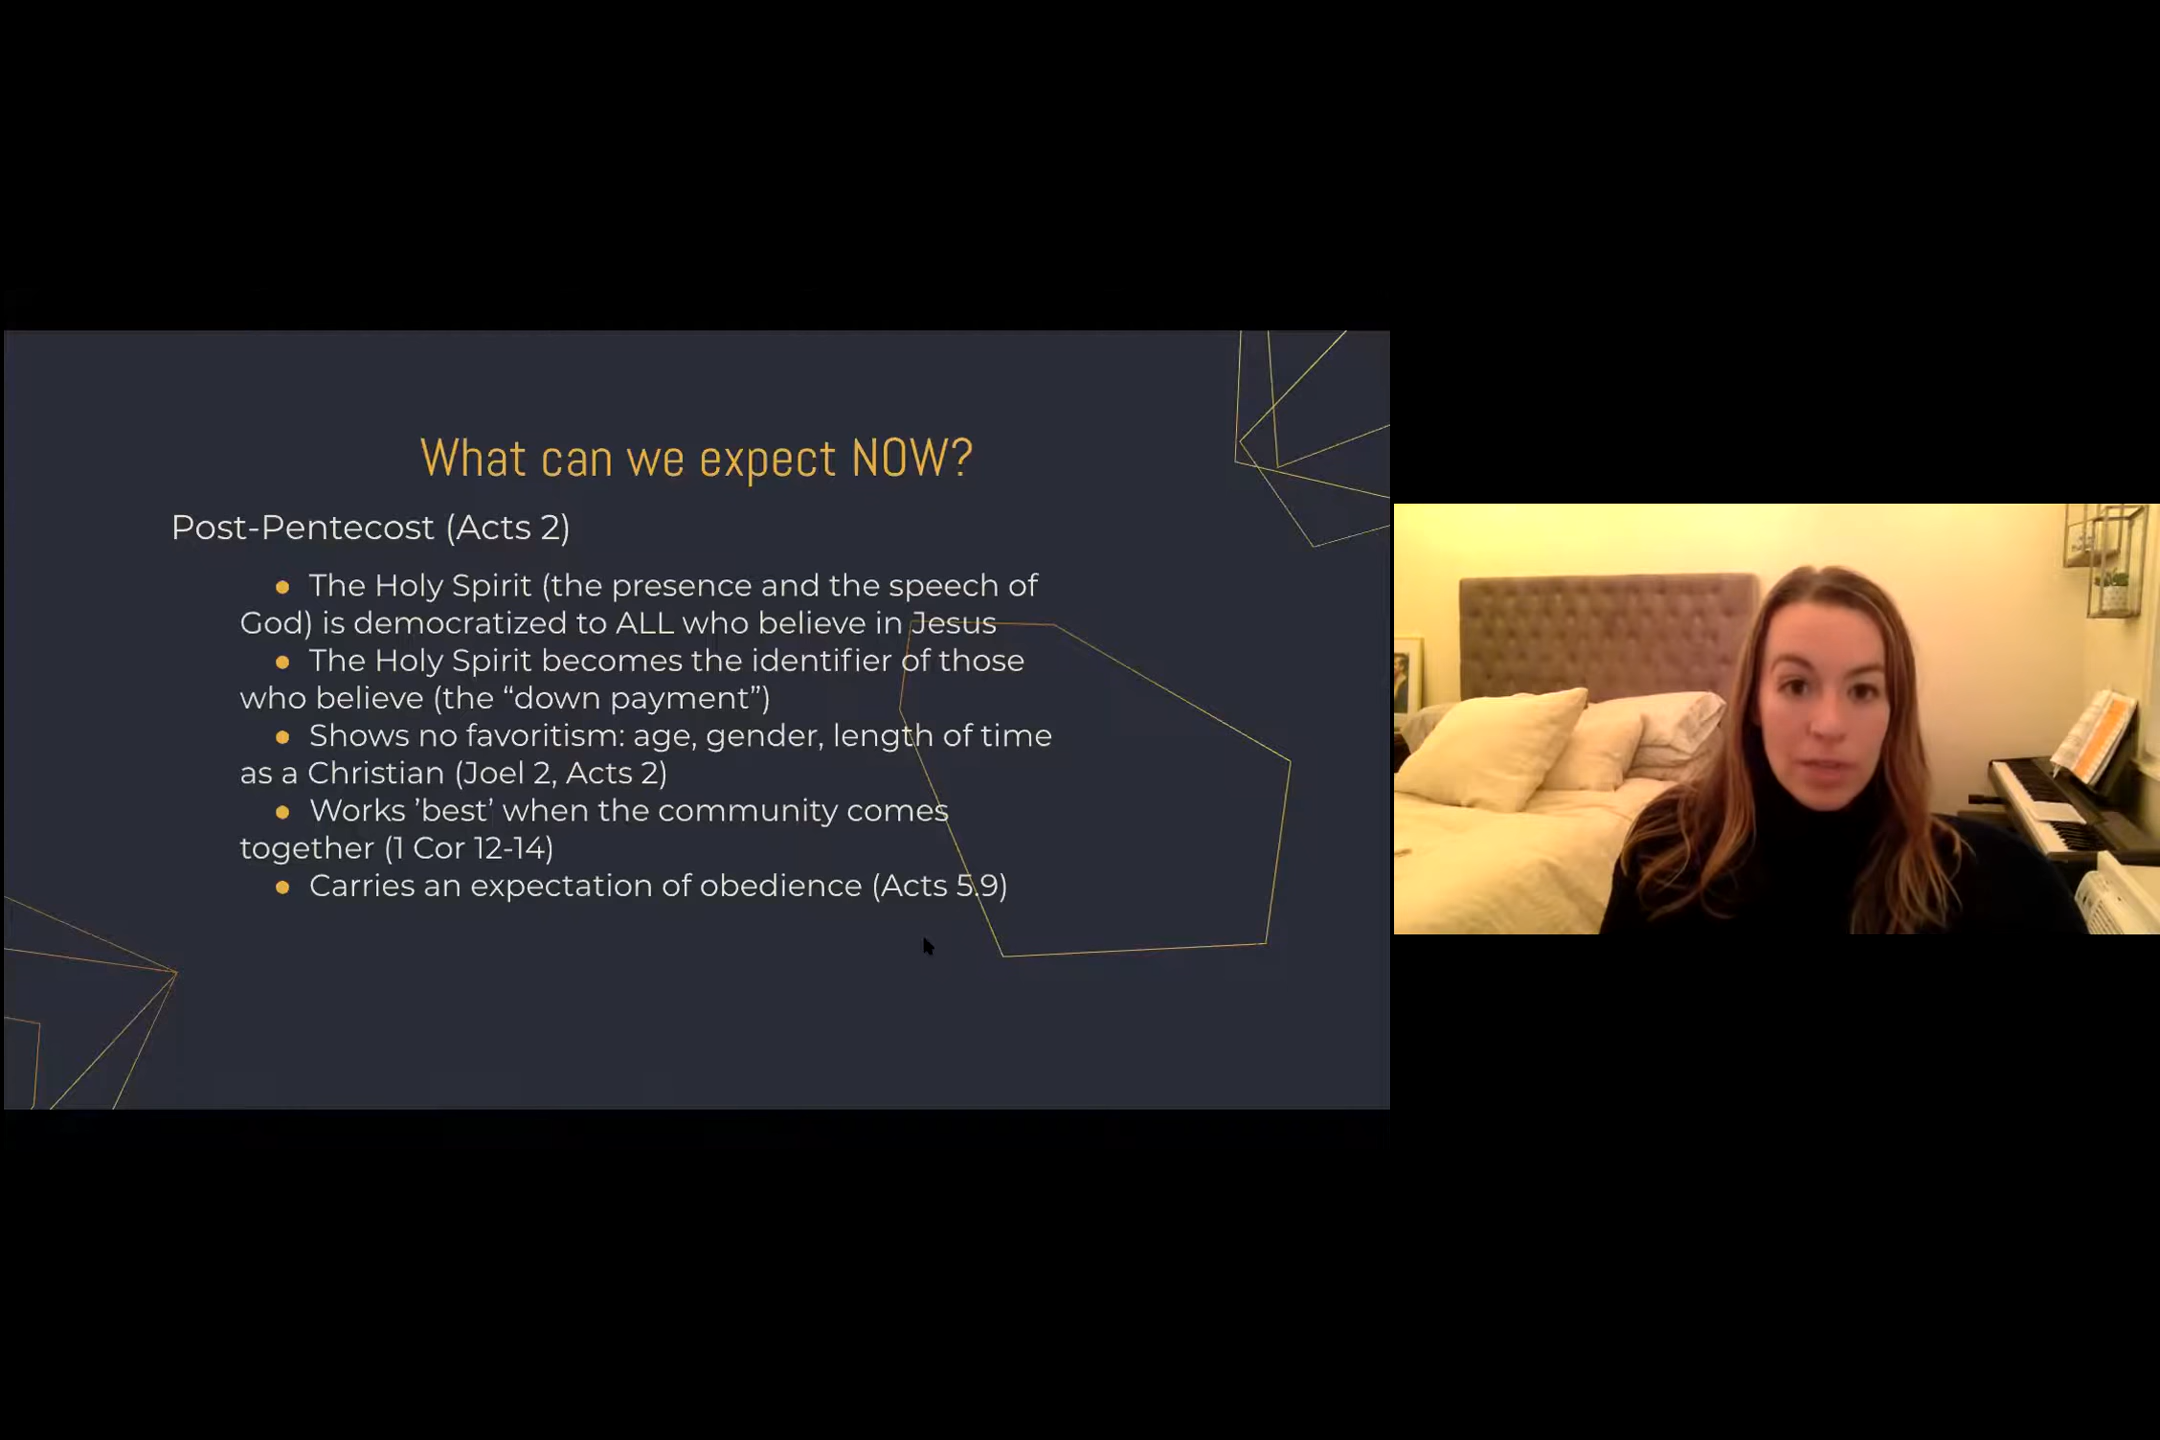 What can we expect NOW?
Post-Pentecost (Acts 2)
● The Holy Spirit (the presence and the speech of
God) is democratized to ALL who believe in Jesus
● The Holy Spirit becomes the identifier of those
who believe (the “down payment”)
● Shows no favoritism: age, gender, length of time
as a Christian (Joel 2, Acts 2)
● Works ’best’ when the community comes
together (1 Cor 12-14)
● Carries an expectation of obedience (Acts 5.9)